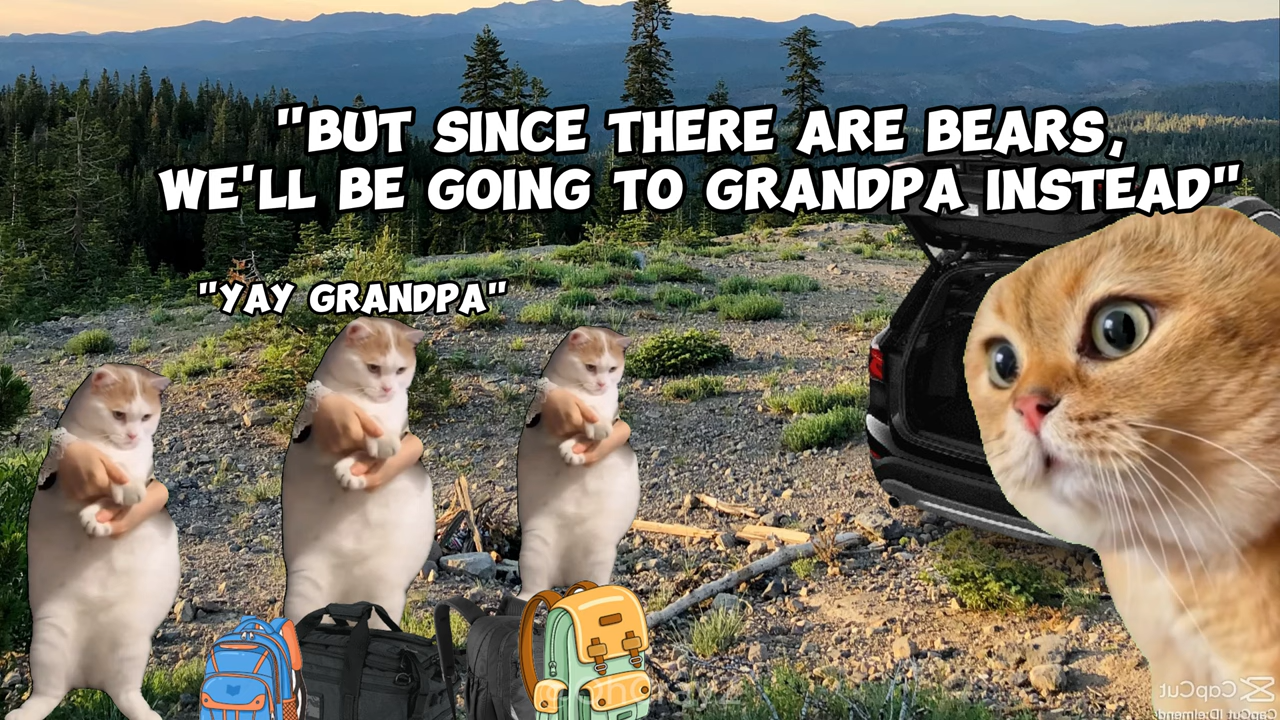 "BUT SINCE THERE ARE BEARS,
WE'LL BE GOING TO GRANDPA INSTEAD"
"YAY GRANDPA"
CapCut